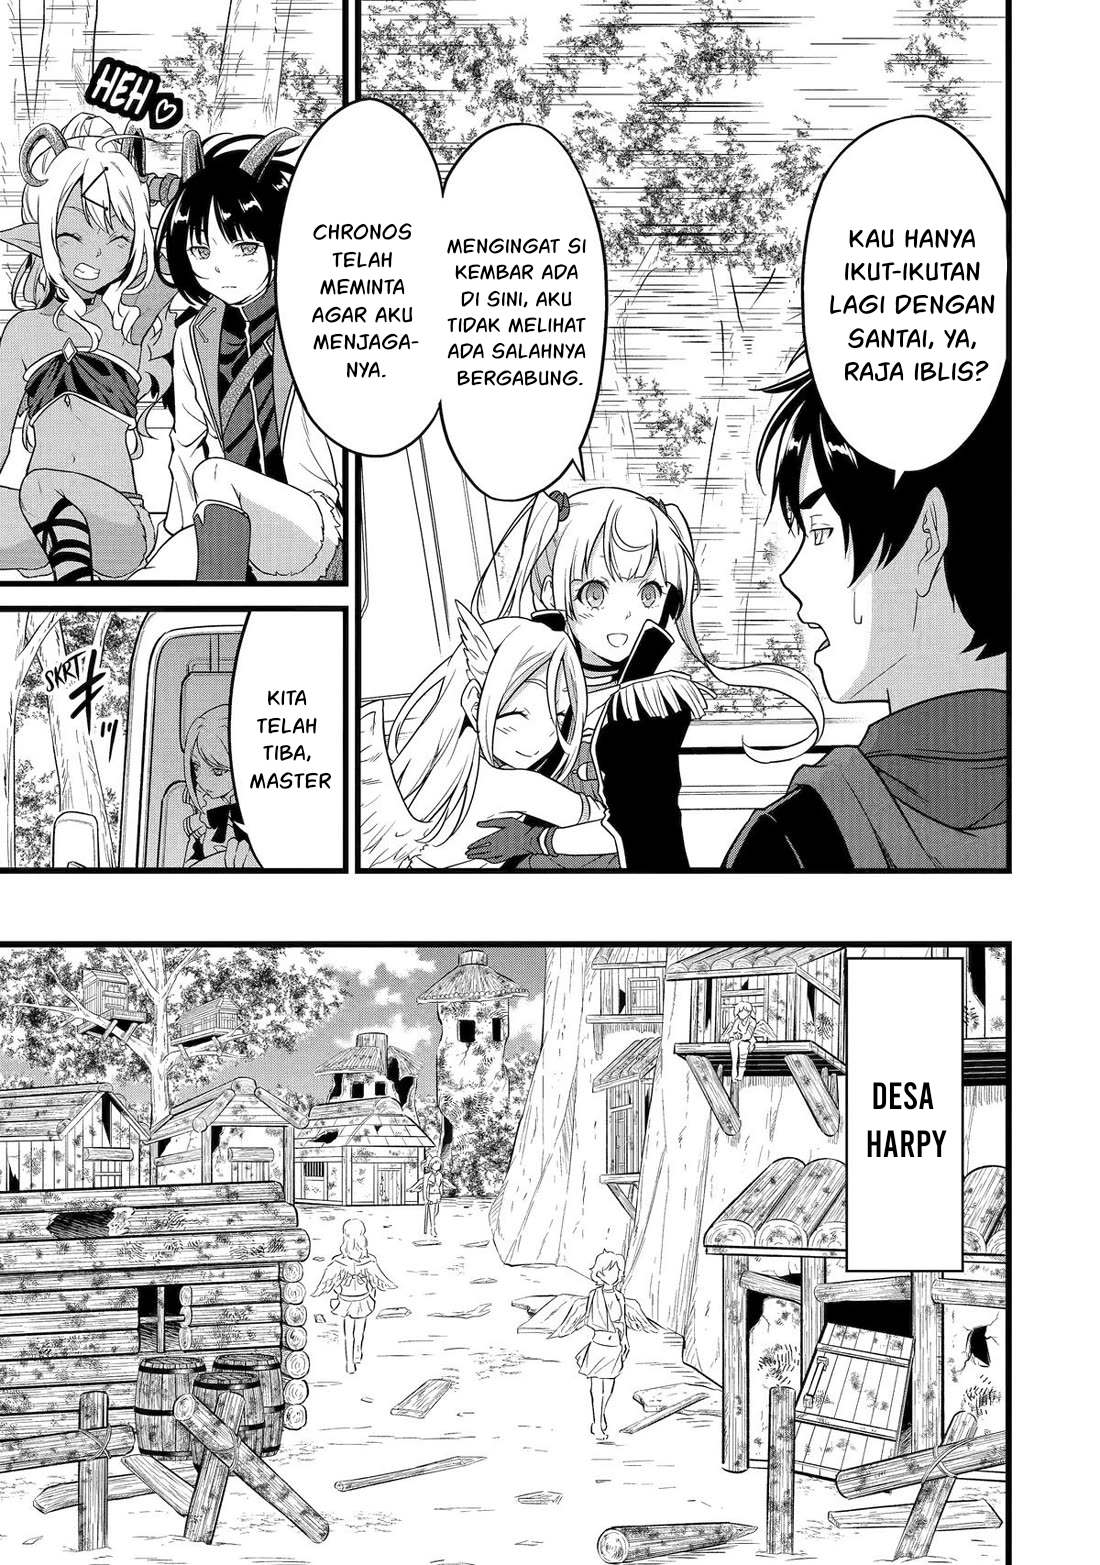 KAU HANYA
IKUT-IKUTAN
LAGI DENGAN
SANTAI, YA,
RAJA IBLIS?
MENGINGAT SI
KEMBAR ADA
DI SINI, AKU
TIDAK MELIHAT
ADA SALAHNYA
BERGABUNG.
CHRONOS
TELAH
MEMINTA
AGAR AKU
MENJAGA-
NYA.
HEH♡
SKRT
KITA
TELAH
TIBA,
MASTER
DESA
HARPY